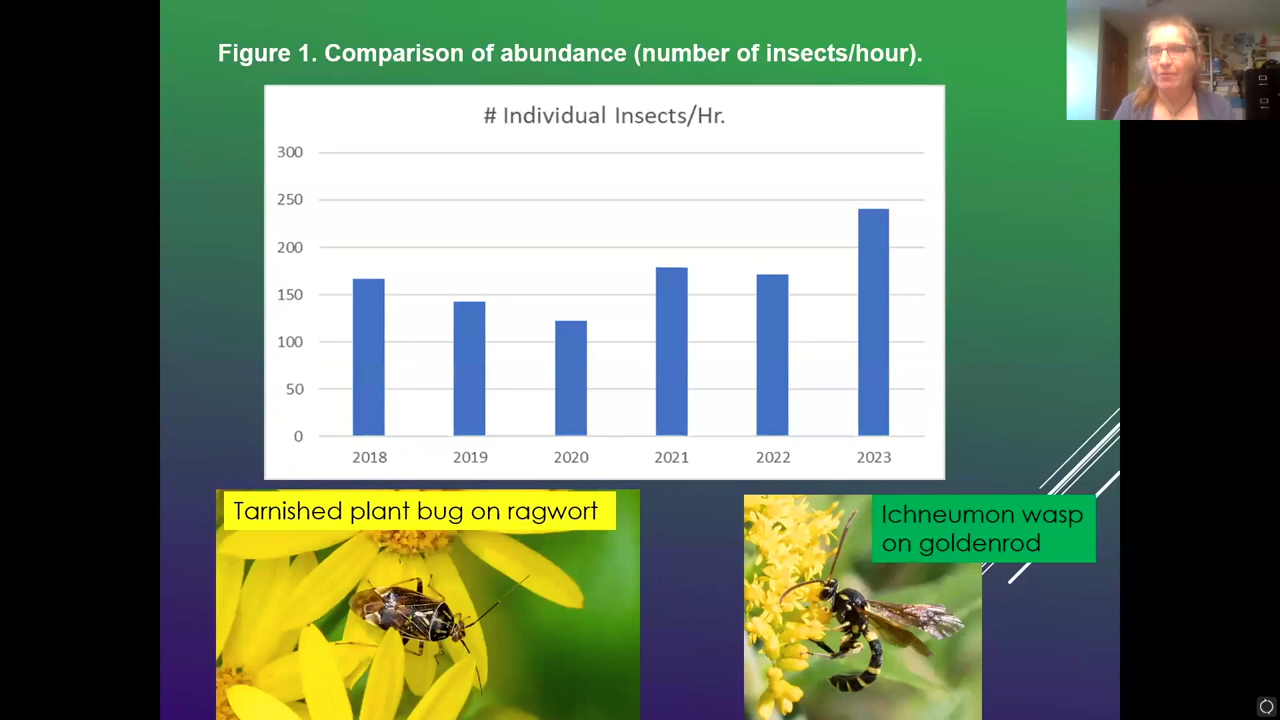 Figure 1. Comparison of abundance (number of insects/hour).
# Individual Insects/Hr.
300
250
200
150
100
50
0
2018 2019 2020 2021 2022 2023
Tarnished plant bug on ragwort
Ichneumon wasp
on goldenrod